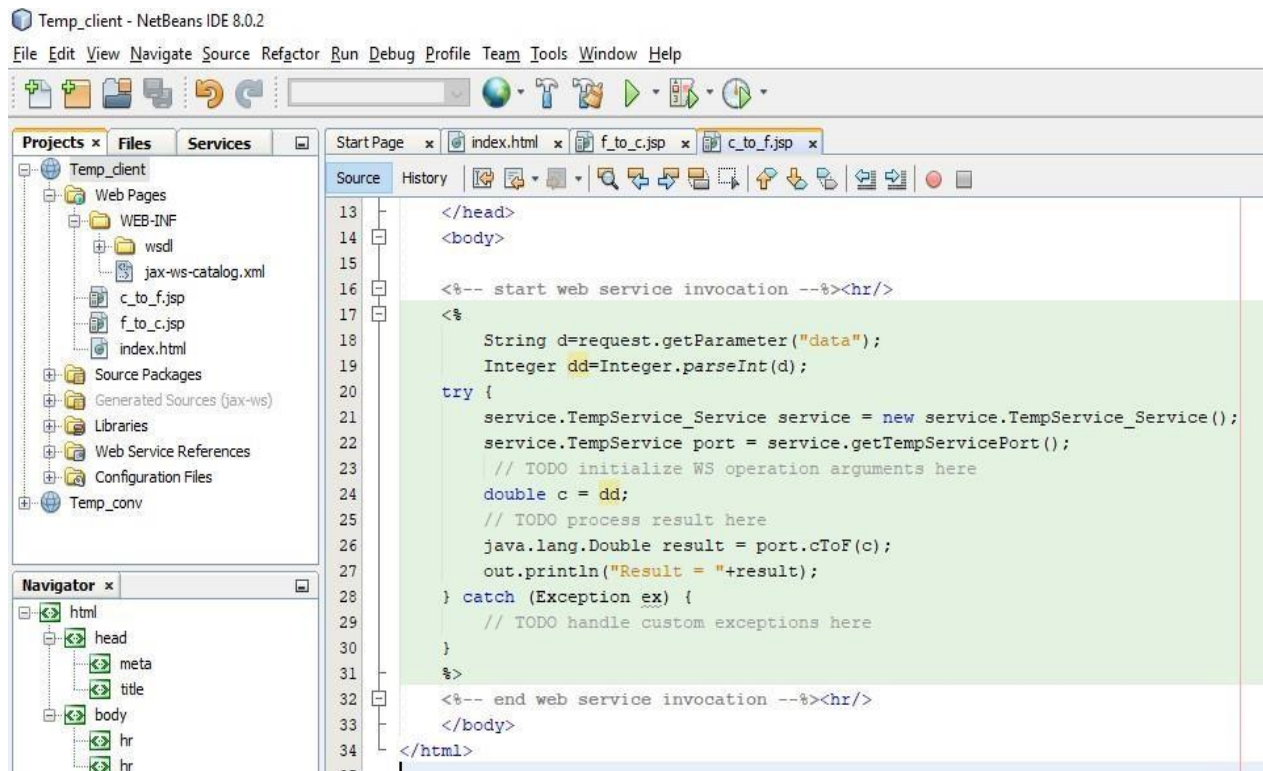 Temp_client - NetBeans IDE 8.0.2
File Edit View Navigate Source Refactor Run Debug Profile Team Tools Window Help
Projects Files Services
Temp_client
Web Pages
WEB-INF
wsdl
jax-ws-catalog.xml
c_to_f.jsp
f_to_c.jsp
index.html
Source Packages
Generated Sources (jax-ws)
Libraries
Web Service References
Configuration Files
Temp_conv
Navigator
html
head
meta
title
body
hr
hr
Start Page index.html f_to_c.jsp c_to_f.jsp
Source History
13 </head>
14 <body>
15
16 <%-- start web service invocation --%><hr/>
17 <%
18 String d=request.getParameter("data");
19 Integer dd=Integer.parseInt(d);
20 try {
21 service.TempService_Service service = new service.TempService_Service();
22 service.TempService port = service.getTempServicePort();
23 // TODO initialize WS operation arguments here
24 double c = dd;
25 // TODO process result here
26 java.lang.Double result = port.cToF(c);
27 out.println("Result = "+result);
28 } catch (Exception ex) {
29 // TODO handle custom exceptions here
30 }
31 %>
32 <%-- end web service invocation --%><hr/>
33 </body>
34 </html>